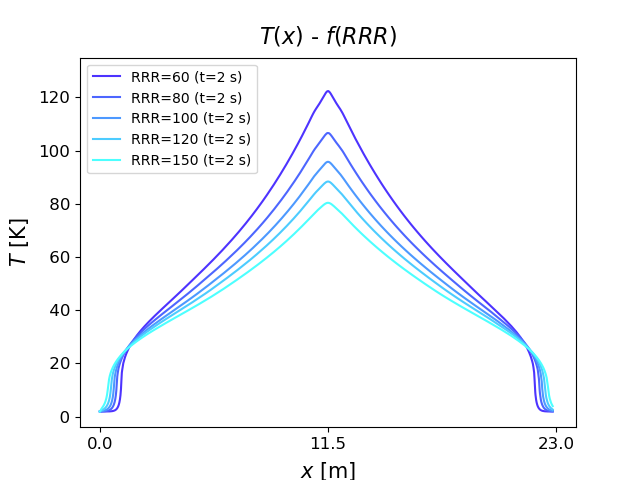 T(x) - f(RRR)
RRR=60 (t=2 s)
RRR=80 (t=2 s)
RRR=100 (t=2 s)
RRR=120 (t=2 s)
RRR=150 (t=2 s)
T [K]
120
100
80
60
40
20
0
0.0
11.5
23.0
x [m]